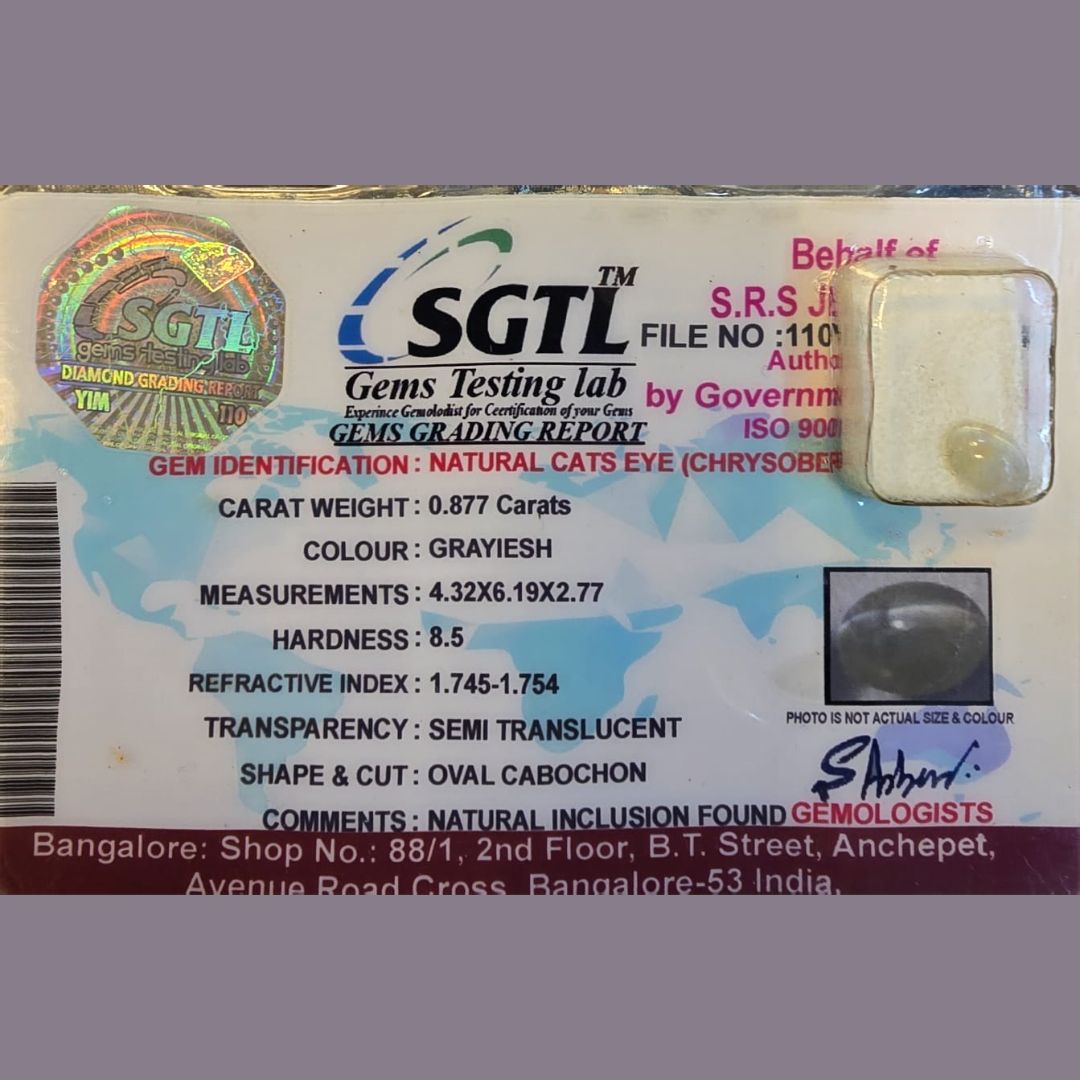 SGTL
gems testing lab
DIAMOND GRADING REPORT
YIM 110
SGTL™
Gems Testing lab
Experince Gemolodist for Ceertification of your Gems
GEMS GRADING REPORT
Behalf of
S.R.S
FILE NO :110
by
ISO
GEM IDENTIFICATION : NATURAL CATS EYE
CARAT WEIGHT : 0.877 Carats
COLOUR : GRAYIESH
MEASUREMENTS : 4.32X6.19X2.77
HARDNESS : 8.5
REFRACTIVE INDEX : 1.745-1.754
TRANSPARENCY : SEMI TRANSLUCENT
SHAPE & CUT : OVAL CABOCHON
COMMENTS : NATURAL INCLUSION FOUND
PHOTO IS NOT ACTUAL SIZE & COLOUR
GEMOLOGISTS
Bangalore: Shop No.: 88/1, 2nd Floor, B.T. Street, Anchepet,
Avenue Road Cross, Bangalore-53 India,